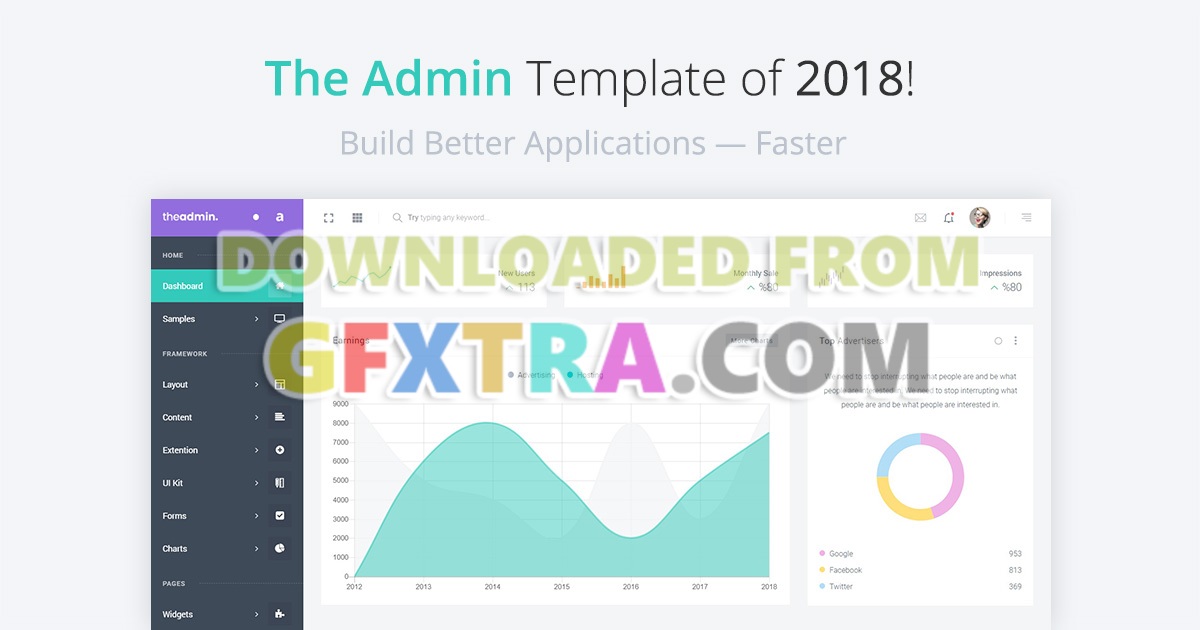 The Admin Template of 2018!
Build Better Applications — Faster
theadmin.
a
Try typing any keyword...
HOME
DOWNLOADED FROM
Dashboard
New Users
113
Monthly Sale
%80
Impressions
%80
Samples
GFXTRA.COM
Earnings
More Charts
Top Advertisers
FRAMEWORK
Advertising
Hosting
We need to stop interrupting what people are and be what
people are interested in. We need to stop interrupting what
people are and be what people are interested in.
Layout
Content
Extention
UI Kit
Forms
Charts
PAGES
Widgets
9000
8000
7000
6000
5000
4000
3000
2000
1000
0
2012 2013 2014 2015 2016 2017 2018
Google 953
Facebook 813
Twitter 369